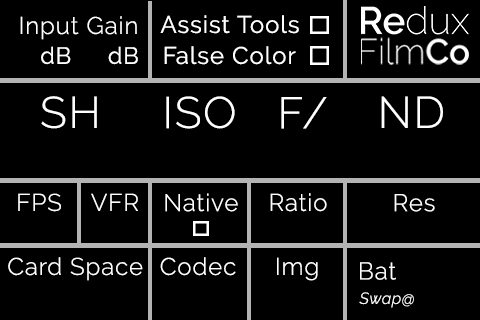 Input Gain
dB dB
Assist Tools
False Color
Redux
FilmCo
SH ISO F/ ND
FPS VFR Native Ratio Res
Card Space Codec Img Bat
Swap@